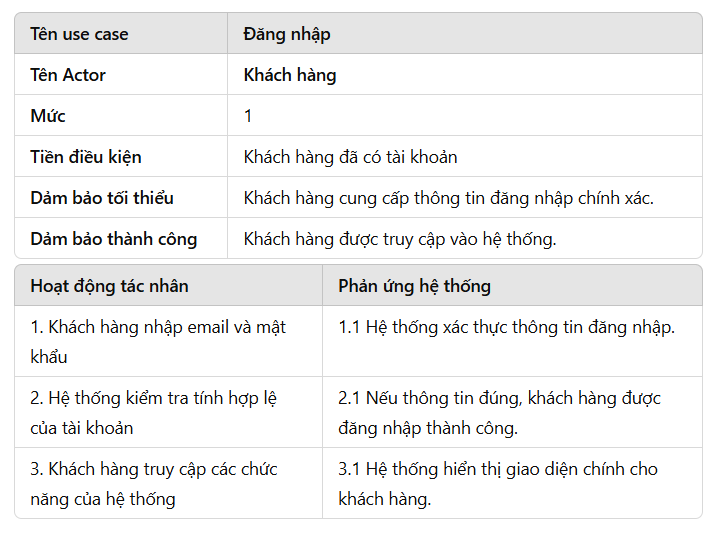 Tên use case Đăng nhập
Tên Actor Khách hàng
Mức 1
Tiền điều kiện Khách hàng đã có tài khoản
Dảm bảo tối thiểu Khách hàng cung cấp thông tin đăng nhập chính xác.
Dảm bảo thành công Khách hàng được truy cập vào hệ thống.
Hoạt động tác nhân Phản ứng hệ thống
1. Khách hàng nhập email và mật
khẩu
1.1 Hệ thống xác thực thông tin đăng nhập.
2. Hệ thống kiểm tra tính hợp lệ
của tài khoản
2.1 Nếu thông tin đúng, khách hàng được
đăng nhập thành công.
3. Khách hàng truy cập các chức
năng của hệ thống
3.1 Hệ thống hiển thị giao diện chính cho
khách hàng.